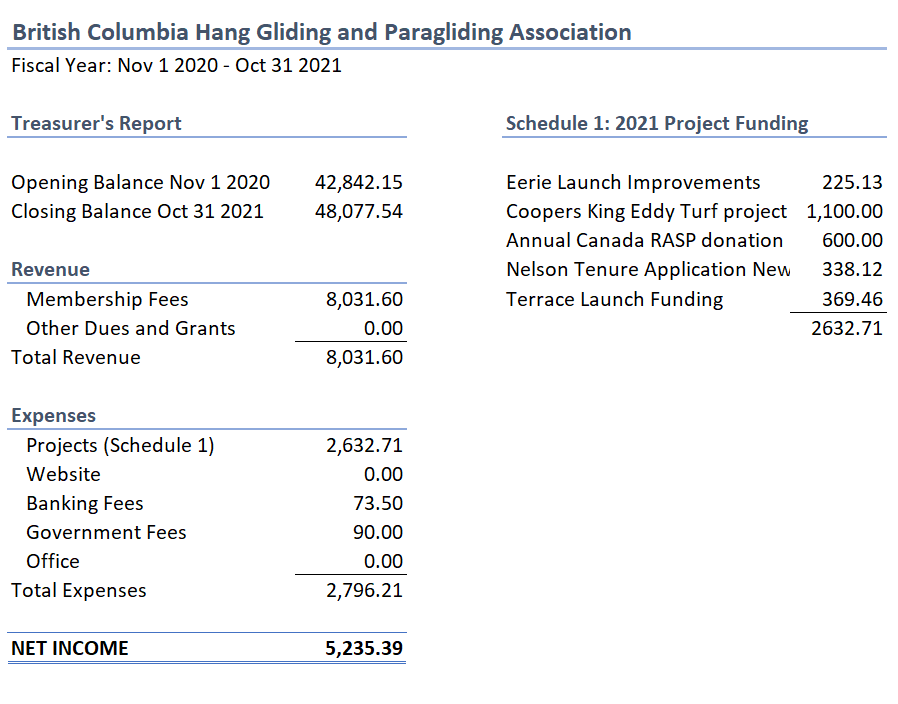 British Columbia Hang Gliding and Paragliding Association
Fiscal Year: Nov 1 2020 - Oct 31 2021
Treasurer's Report
Opening Balance Nov 1 2020 42,842.15
Closing Balance Oct 31 2021 48,077.54
Revenue
Membership Fees 8,031.60
Other Dues and Grants 0.00
Total Revenue 8,031.60
Expenses
Projects (Schedule 1) 2,632.71
Website 0.00
Banking Fees 73.50
Government Fees 90.00
Office 0.00
Total Expenses 2,796.21
NET INCOME 5,235.39
Schedule 1: 2021 Project Funding
Eerie Launch Improvements 225.13
Coopers King Eddy Turf project 1,100.00
Annual Canada RASP donation 600.00
Nelson Tenure Application New 338.12
Terrace Launch Funding 369.46
2632.71